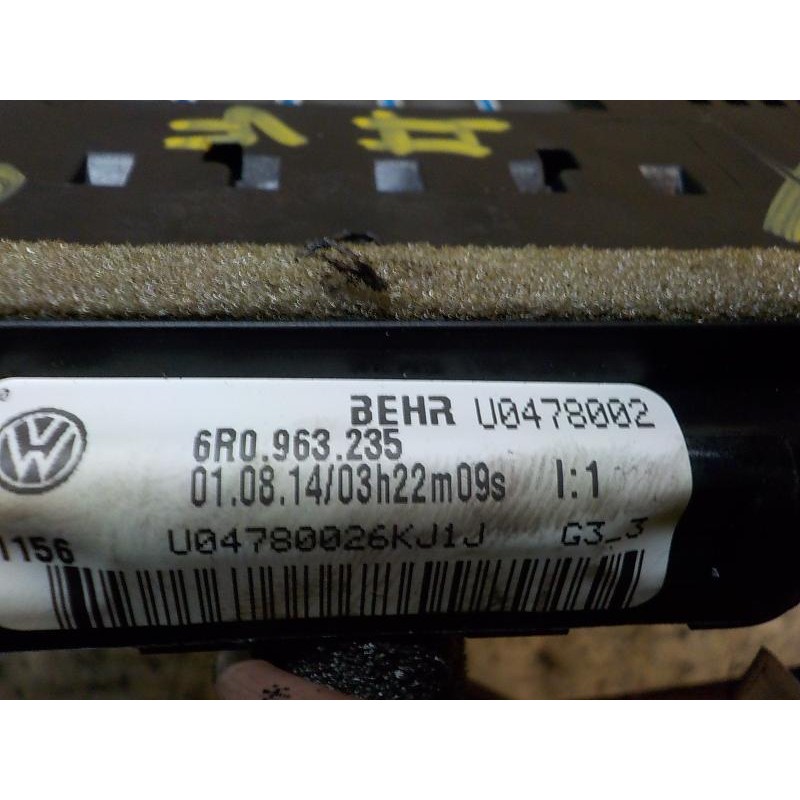 BEHR U0478002
6R0.963.235
01.08.14/03h22m09s I:1
U04780026KJ1J G3_3
1156